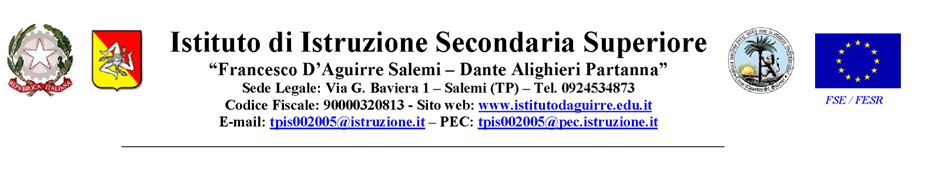 Istituto di Istruzione Secondaria Superiore
“Francesco D’Aguirre Salemi – Dante Alighieri Partanna”
Sede Legale: Via G. Baviera 1 – Salemi (TP) – Tel. 0924534873
Codice Fiscale: 90000320813 - Sito web: www.istitutodaguirre.edu.it
E-mail: tpis002005@istruzione.it – PEC: tpis002005@pec.istruzione.it
FSE / FESR
REPVBBLICA ITALIANA